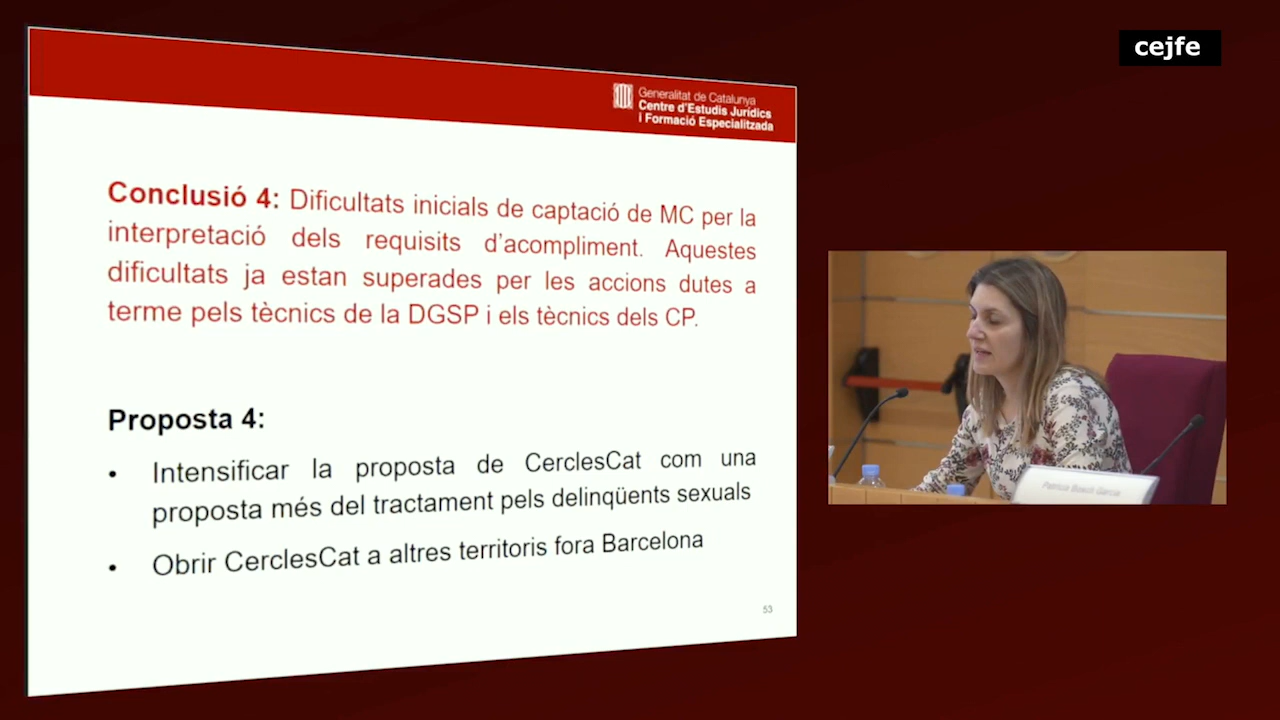 cejfe
Generalitat de Catalunya
Centre d'Estudis Jurídics
i Formació Especialitzada
Conclusió 4: Dificultats inicials de captació de MC per la
interpretació dels requisits d'acompliment. Aquestes
dificultats ja estan superades per les accions dutes a
terme pels tècnics de la DGSP i els tècnics dels CP.
Proposta 4:
• Intensificar la proposta de CerclesCat com una
proposta més del tractament pels delinqüents sexuals
• Obrir CerclesCat a altres territoris fora Barcelona
53